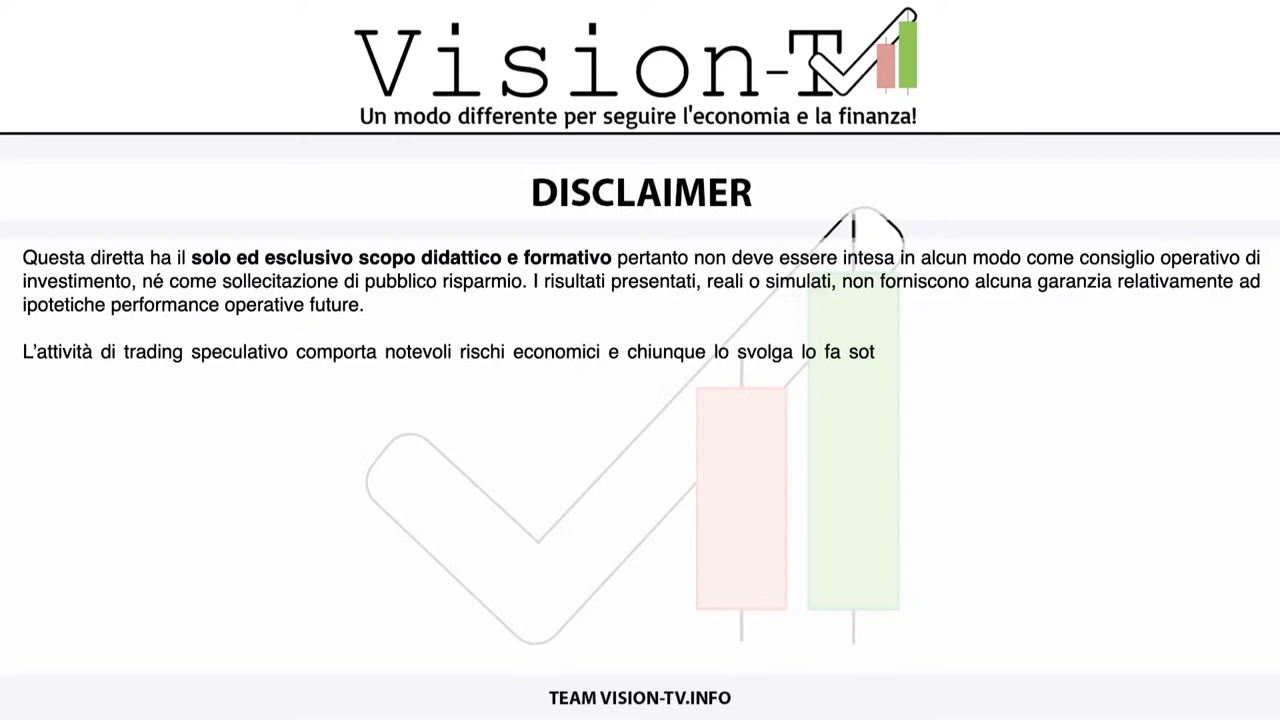 Vision-TV
Un modo differente per seguire l'economia e la finanza!
DISCLAIMER
Questa diretta ha il solo ed esclusivo scopo didattico e formativo pertanto non deve essere intesa in alcun modo come consiglio operativo di
investimento, né come sollecitazione di pubblico risparmio. I risultati presentati, reali o simulati, non forniscono alcuna garanzia relativamente ad
ipotetiche performance operative future.
L’attività di trading speculativo comporta notevoli rischi economici e chiunque lo svolga lo fa sot
TEAM VISION-TV.INFO